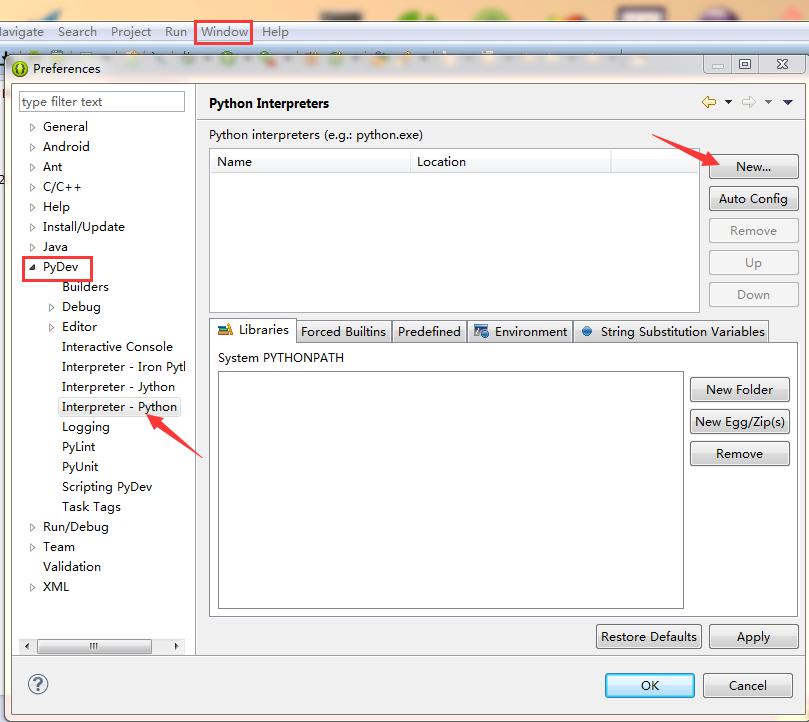 Navigate Search Project Run Window Help
Preferences
type filter text
General
Android
Ant
C/C++
Help
Install/Update
Java
PyDev
Builders
Debug
Editor
Interactive Console
Interpreter - Iron Pytl
Interpreter - Jython
Interpreter - Python
Logging
PyLint
PyUnit
Scripting PyDev
Task Tags
Run/Debug
Team
Validation
XML
Python Interpreters
Python interpreters (e.g.: python.exe)
Name Location
New...
Auto Config
Remove
Up
Down
Libraries Forced Builtins Predefined Environment String Substitution Variables
System PYTHONPATH
New Folder
New Egg/Zip(s)
Remove
Restore Defaults Apply
OK Cancel